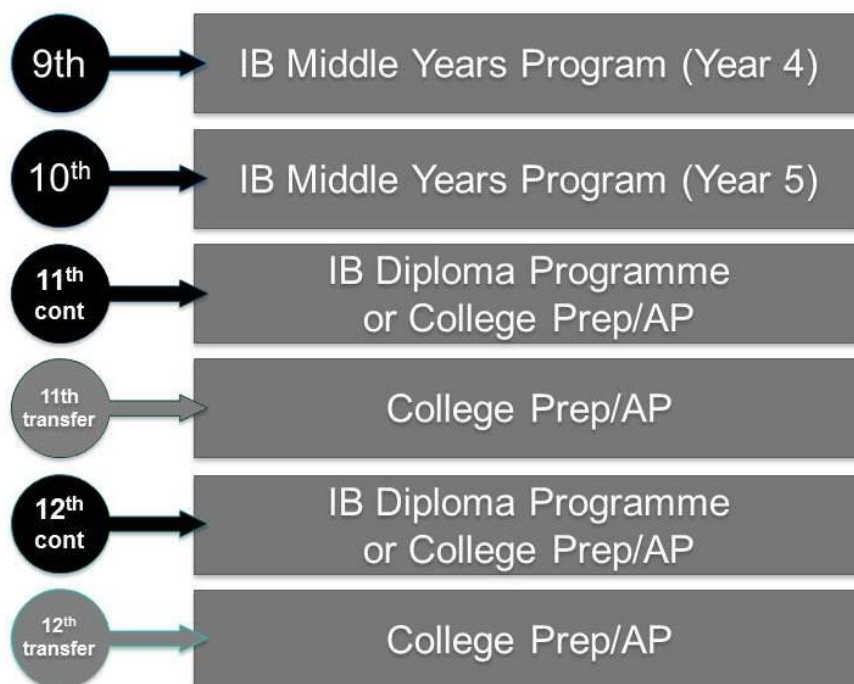 9th
IB Middle Years Program (Year 4)
10th
IB Middle Years Program (Year 5)
11th
cont
IB Diploma Programme
or College Prep/AP
11th
transfer
College Prep/AP
12th
cont
IB Diploma Programme
or College Prep/AP
12th
transfer
College Prep/AP